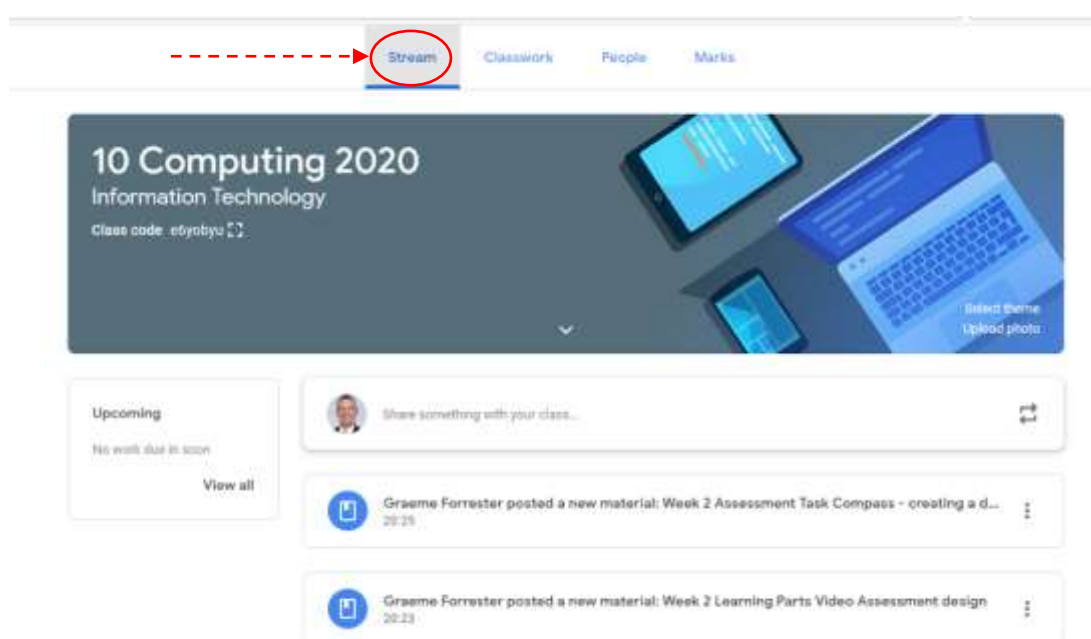 Stream Classwork People Marks
10 Computing 2020
Information Technology
Class code e6yobyu
Select theme
Upload photo
Upcoming
No work due in soon
View all
Share something with your class...
Graeme Forrester posted a new material: Week 2 Assessment Task Compass - creating a d...
20:25
Graeme Forrester posted a new material: Week 2 Learning Parts Video Assessment design
20:23